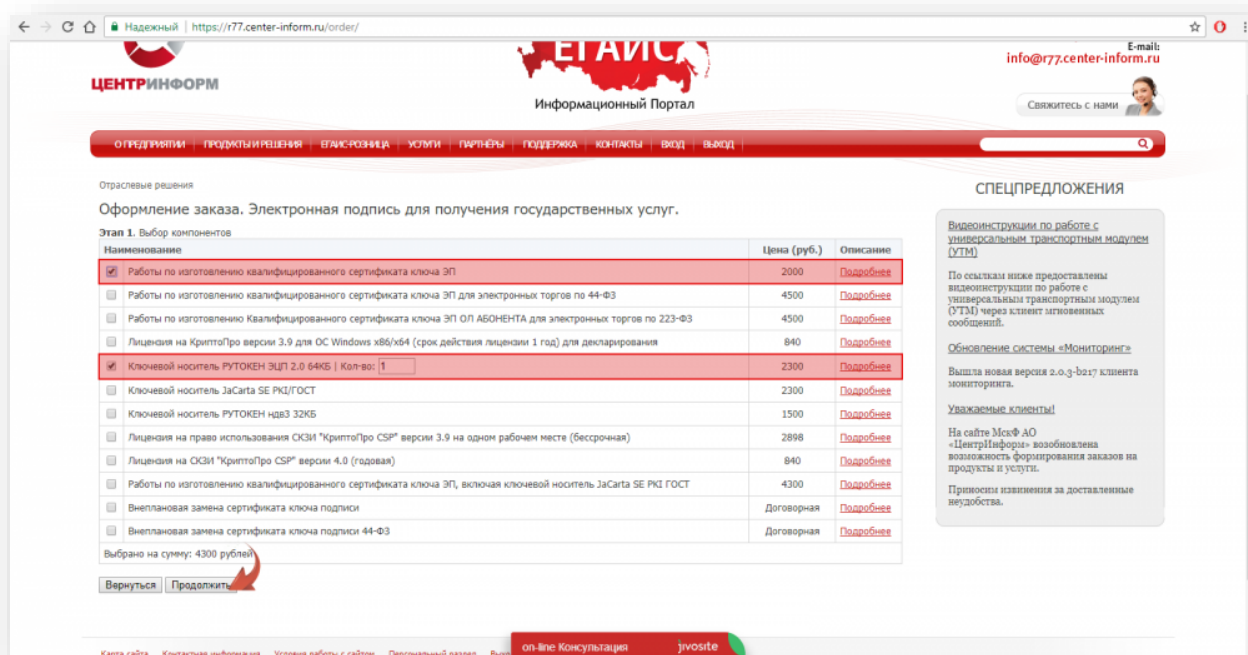 Надежный | https://r77.center-inform.ru/order/
ЦЕНТРИНФОРМ
ЕГАИС
Информационный Портал
E-mail:
info@r77.center-inform.ru
Свяжитесь с нами
О ПРЕДПРИЯТИИ ПРОДУКТЫ И РЕШЕНИЯ ЕГАИС-РОЗНИЦА УСЛУГИ ПАРТНЁРЫ ПОДДЕРЖКА КОНТАКТЫ ВХОД ВЫХОД
Отраслевые решения
Оформление заказа. Электронная подпись для получения государственных услуг.
Этап 1. Выбор компонентов
Наименование Цена (руб.) Описание
Работы по изготовлению квалифицированного сертификата ключа ЭП 2000 Подробнее
Работы по изготовлению квалифицированного сертификата ключа ЭП для электронных торгов по 44-ФЗ 4500 Подробнее
Работы по изготовлению Квалифицированного сертификата ключа ЭП ОЛ АБОНЕНТА для электронных торгов по 223-ФЗ 4500 Подробнее
Лицензия на КриптоПро версии 3.9 для ОС Windows x86/x64 (срок действия лицензии 1 год) для декларирования 840 Подробнее
Ключевой носитель РУТОКЕН ЭЦП 2.0 64КБ | Кол-во: 1 2300 Подробнее
Ключевой носитель JaCarta SE PKI/ГОСТ 2300 Подробнее
Ключевой носитель РУТОКЕН ндв3 32КБ 1500 Подробнее
Лицензия на право использования СКЗИ "КриптоПро CSP" версии 3.9 на одном рабочем месте (бессрочная) 2898 Подробнее
Лицензия на СКЗИ "КриптоПро CSP" версии 4.0 (годовая) 840 Подробнее
Работы по изготовлению квалифицированного сертификата ключа ЭП, включая ключевой носитель JaCarta SE PKI ГОСТ 4300 Подробнее
Внеплановая замена сертификата ключа подписи Договорная Подробнее
Внеплановая замена сертификата ключа подписи 44-ФЗ Договорная Подробнее
Выбрано на сумму: 4300 рублей
Вернуться Продолжить
СПЕЦПРЕДЛОЖЕНИЯ
Видеоинструкции по работе с
универсальным транспортным модулем
(УТМ)
По ссылкам ниже предоставлены
видеоинструкции по работе с
универсальным транспортным модулем
(УТМ) через клиент мгновенных
сообщений.
Обновление системы «Мониторинг»
Вышла новая версия 2.0.3-b217 клиента
мониторинга.
Уважаемые клиенты!
На сайте МскФ АО
«ЦентрИнформ» возобновлена
возможность формирования заказов на
продукты и услуги.
Приносим извинения за доставленные
неудобства.
Карта сайта Контактная информация Условия работы с сайтом Персональный раздел
on-line Консультация jivosite